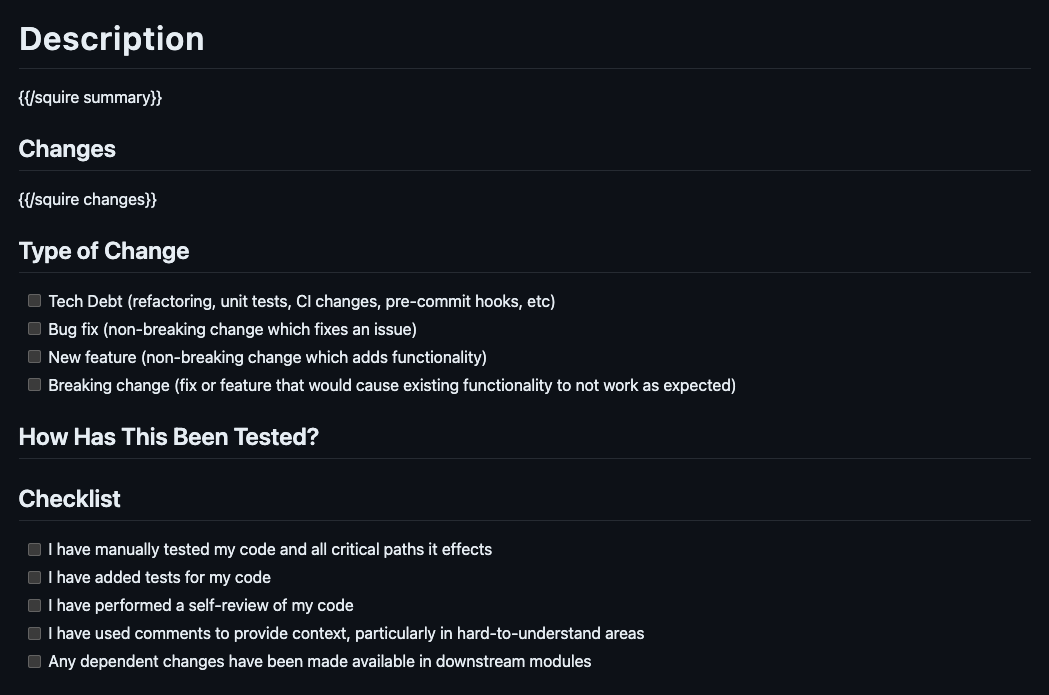 Description
{{/squire summary}}
Changes
{{/squire changes}}
Type of Change
Tech Debt (refactoring, unit tests, CI changes, pre-commit hooks, etc)
Bug fix (non-breaking change which fixes an issue)
New feature (non-breaking change which adds functionality)
Breaking change (fix or feature that would cause existing functionality to not work as expected)
How Has This Been Tested?
Checklist
I have manually tested my code and all critical paths it effects
I have added tests for my code
I have performed a self-review of my code
I have used comments to provide context, particularly in hard-to-understand areas
Any dependent changes have been made available in downstream modules